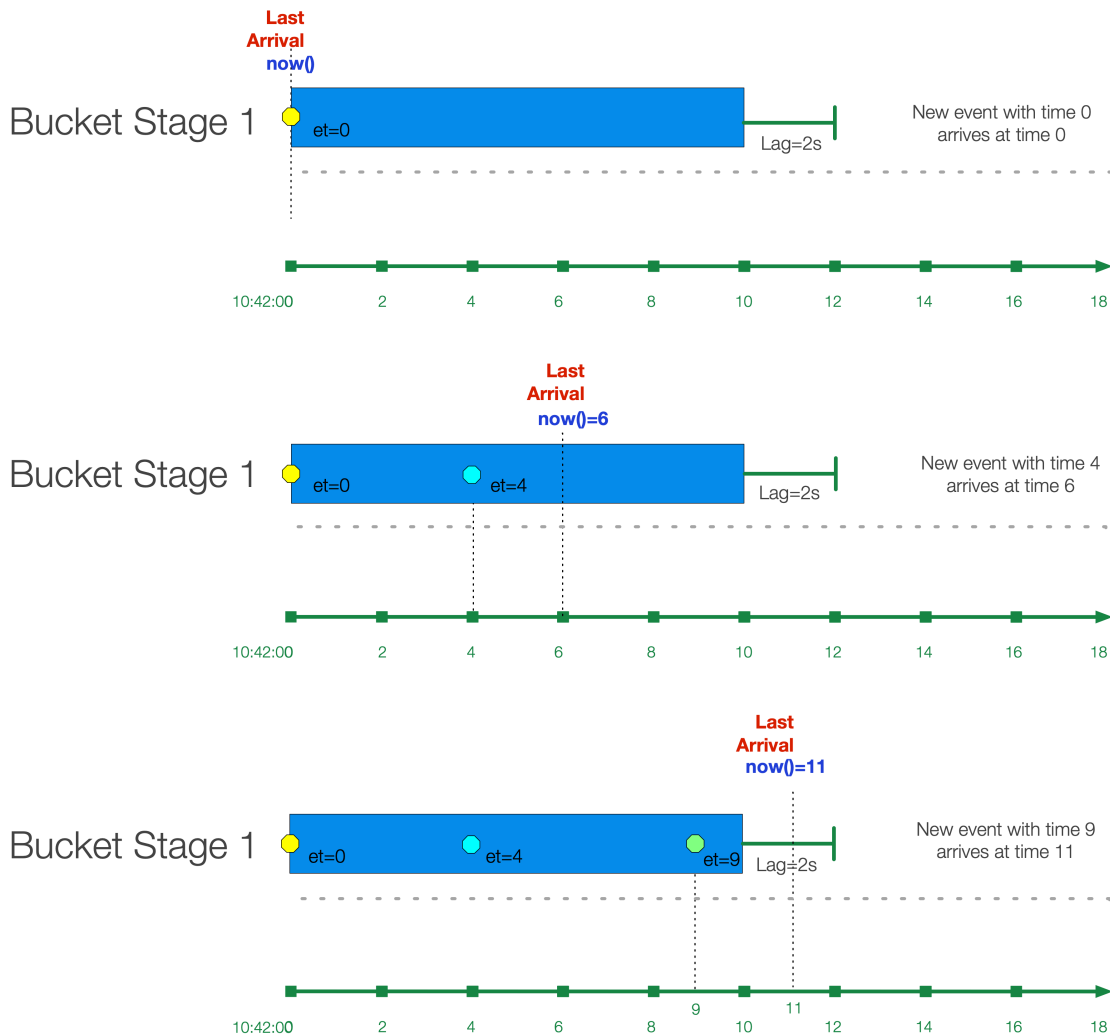 Last
Arrival
now()
Bucket Stage 1
et=0
Lag=2s
New event with time 0
arrives at time 0
10:42:00
2
4
6
8
10
12
14
16
18
Last
Arrival
now()=6
Bucket Stage 1
et=0
et=4
Lag=2s
New event with time 4
arrives at time 6
10:42:00
2
4
6
8
10
12
14
16
18
Last
Arrival
now()=11
Bucket Stage 1
et=0
et=4
et=9
Lag=2s
New event with time 9
arrives at time 11
9
11
10:42:00
2
4
6
8
10
12
14
16
18